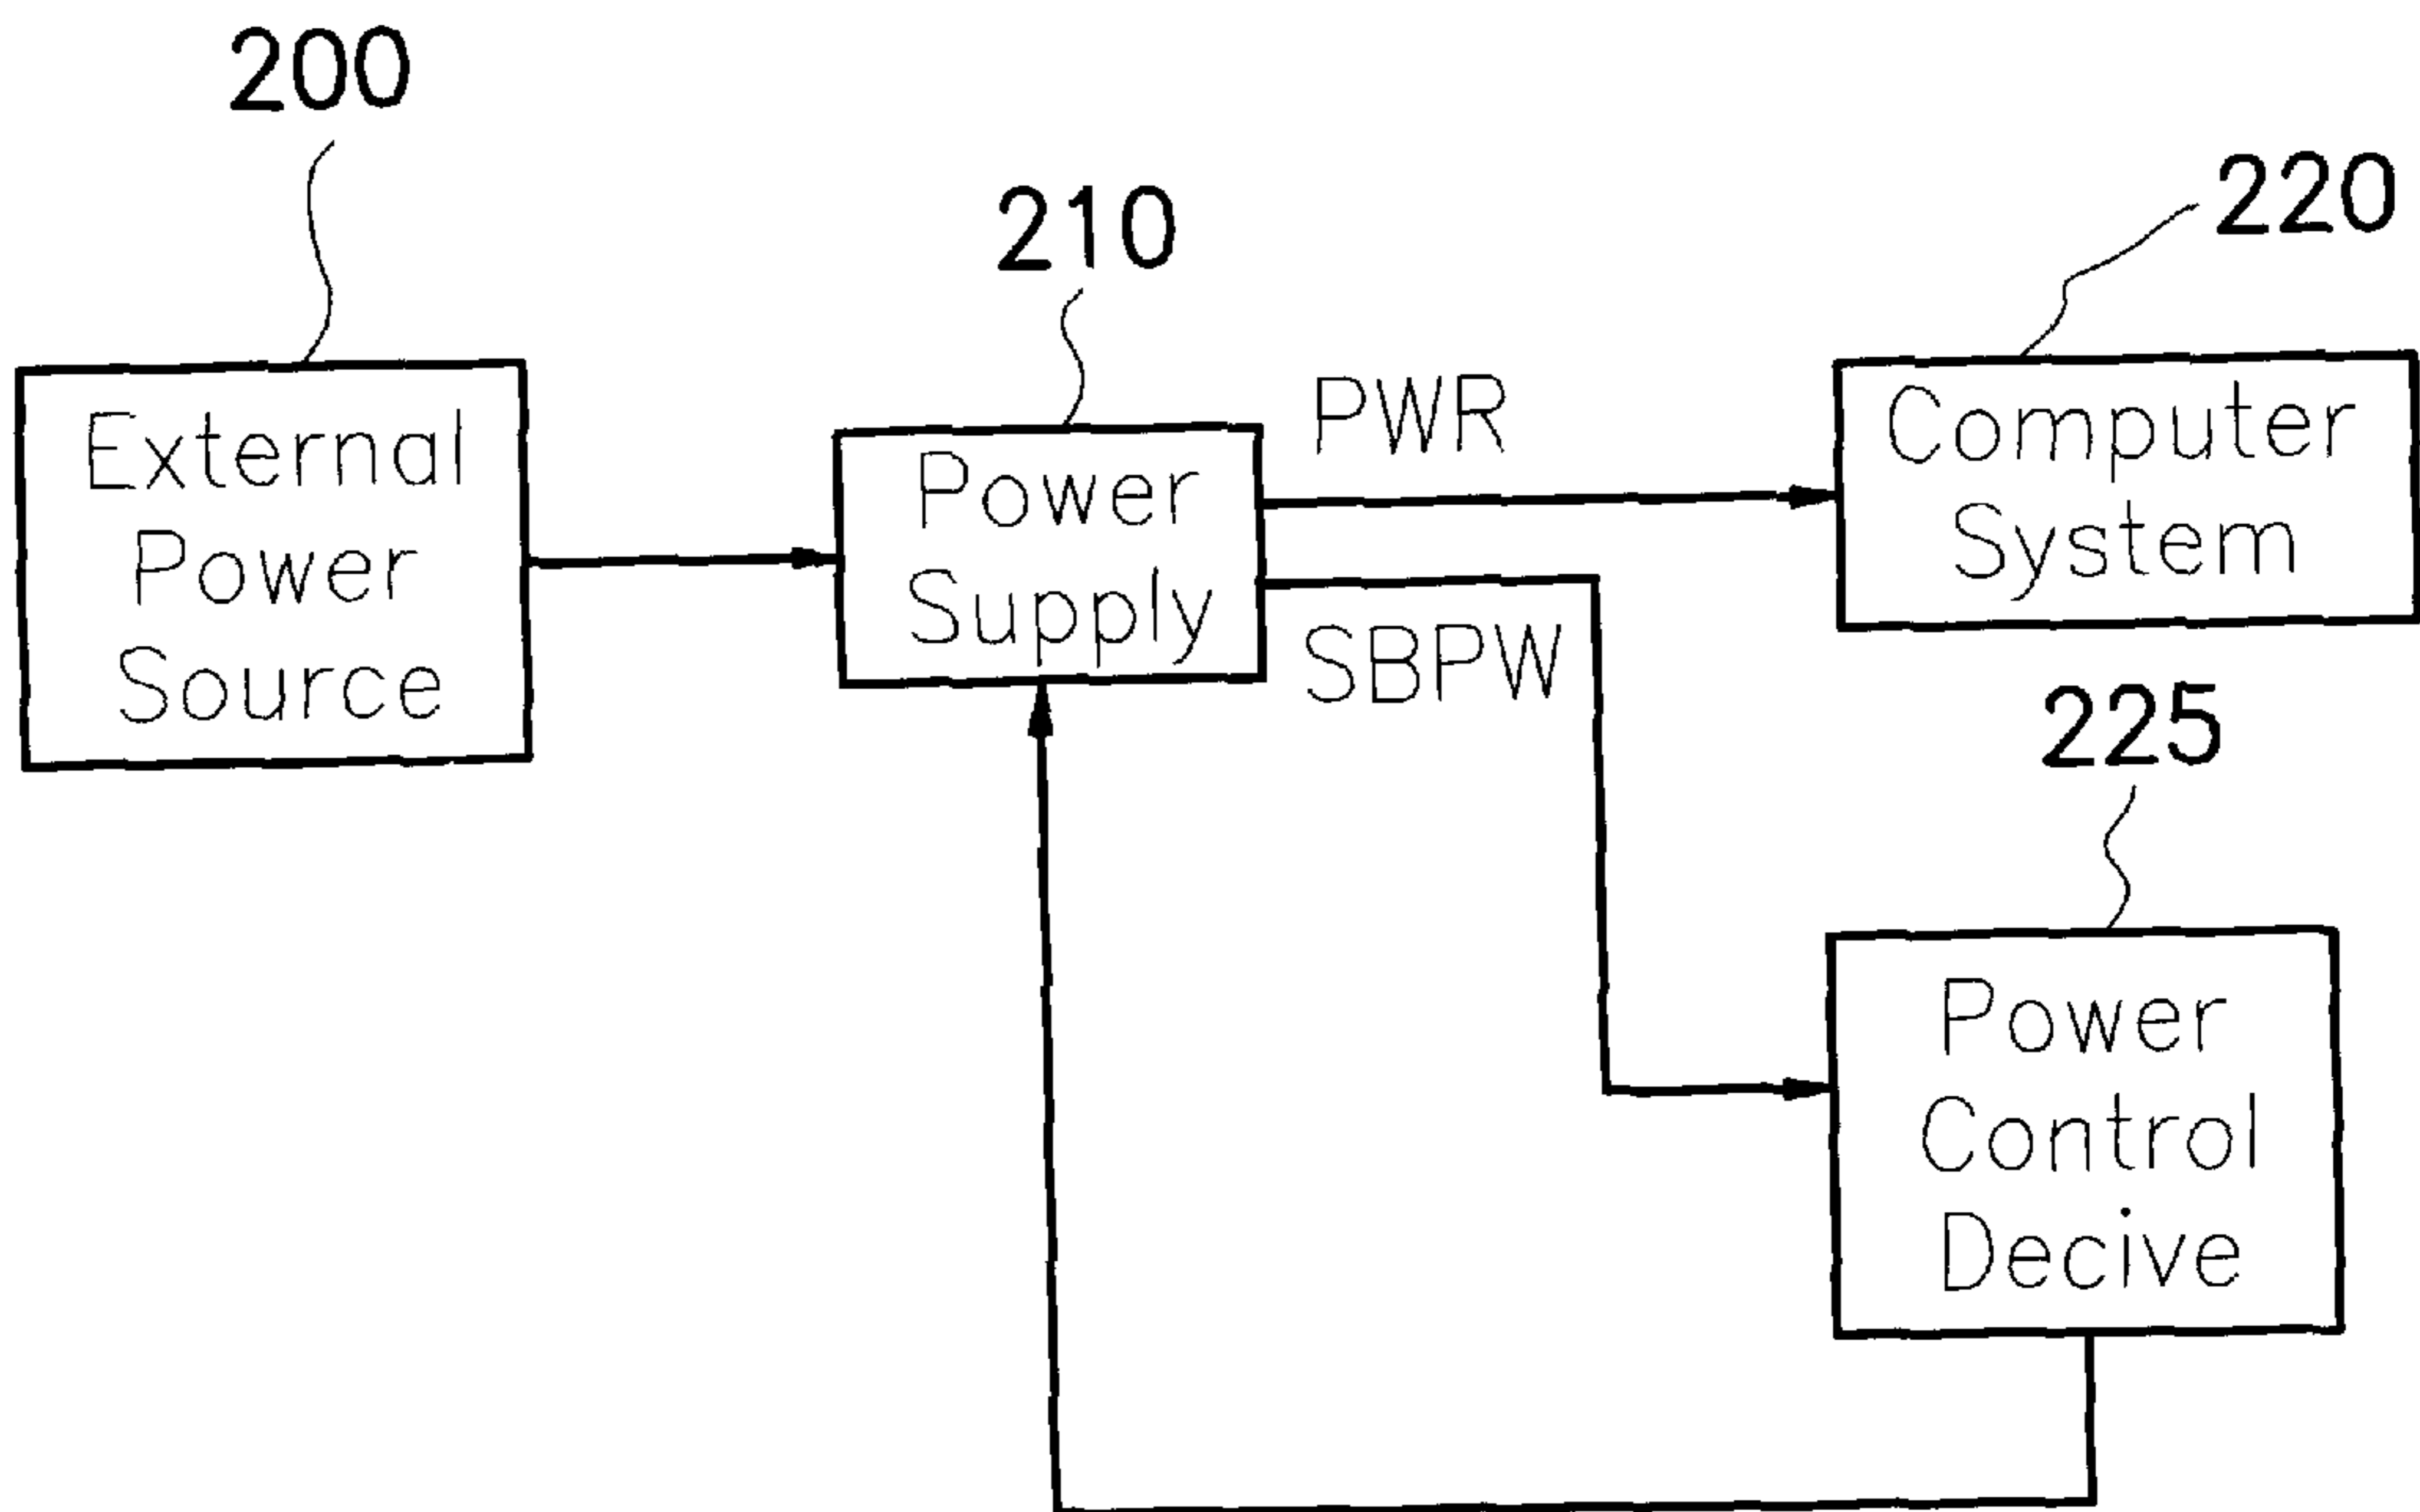 200
210
220
PWR
External
Power
Source
Power
Supply
Computer
System
SBPW
225
Power
Control
Decive